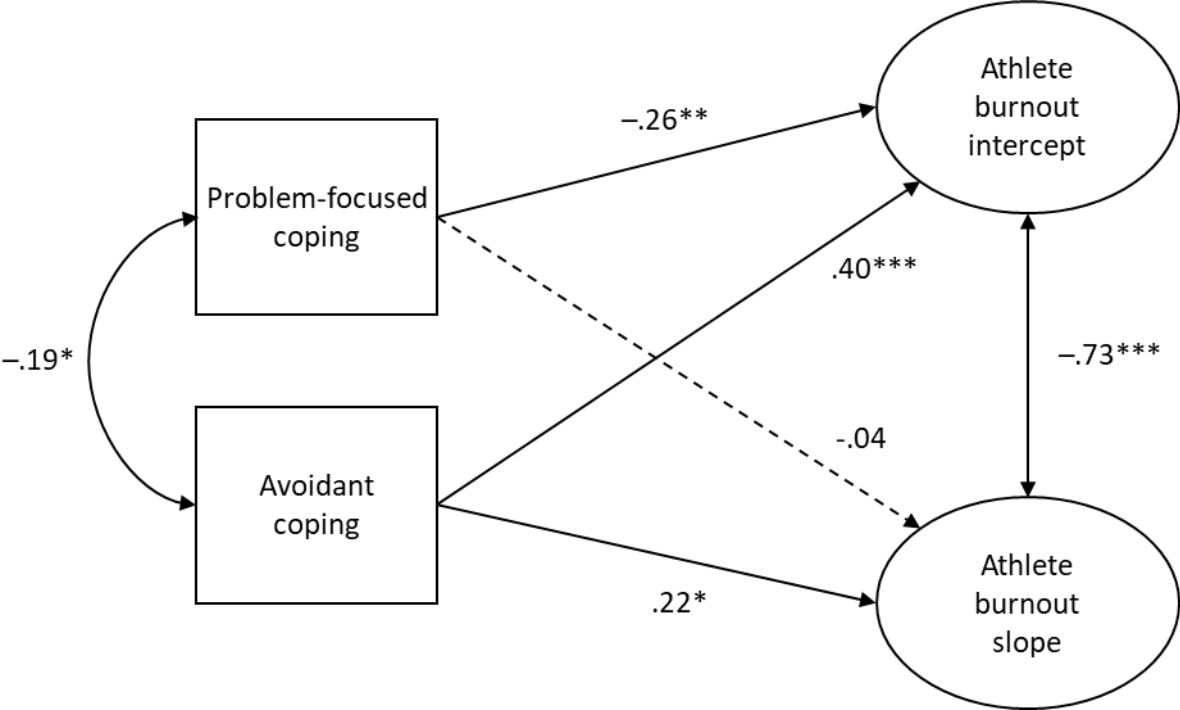 Athlete
burnout
intercept
–.26**
Problem-focused
coping
.40***
–.19*
–.73***
-.04
Avoidant
coping
Athlete
burnout
slope
.22*